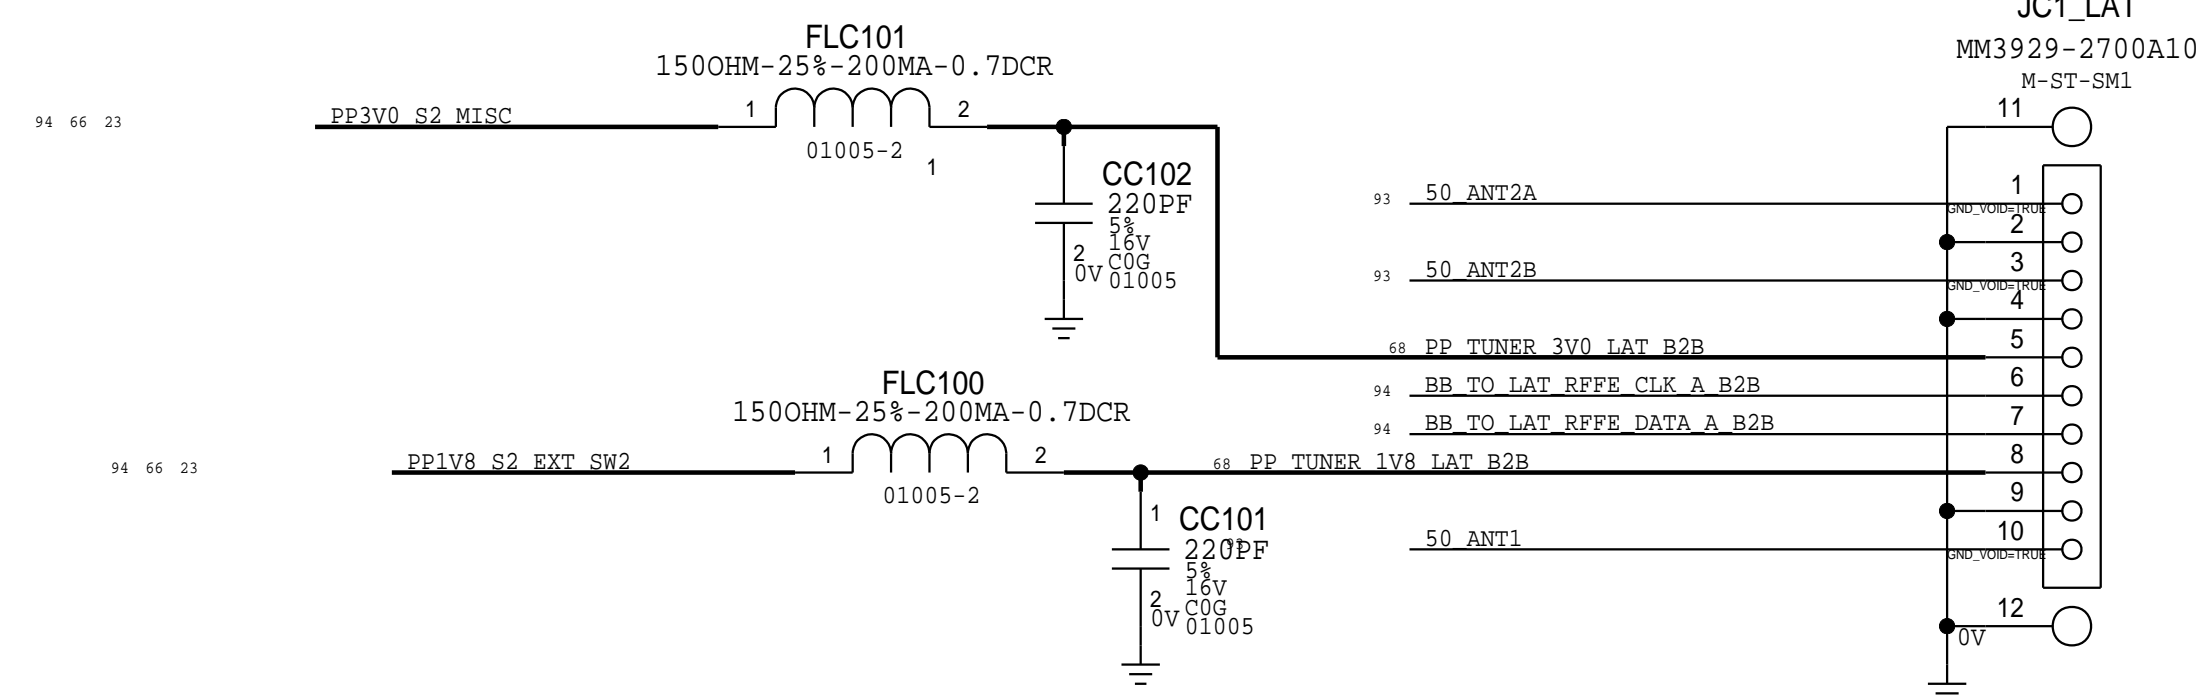 JC1_LAT
FLC101
MM3929-2700A10
150OHM-25%-200MA-0.7DCR
M-ST-SM1
94 66 23
PP3V0_S2_MISC
1
2
11
01005-2
1
CC102
220PF
5%
16V
2
0V
C0G
01005
93
50_ANT2A
1
GND_VOID=TRUE
2
93
50_ANT2B
3
GND_VOID=TRUE
4
68
PP_TUNER_3V0_LAT_B2B
5
FLC100
150OHM-25%-200MA-0.7DCR
94
BB_TO_LAT_RFFE_CLK_A_B2B
6
94
BB_TO_LAT_RFFE_DATA_A_B2B
7
94 66 23
PP1V8_S2_EXT_SW2
1
2
68
PP_TUNER_1V8_LAT_B2B
8
01005-2
9
1
CC101
93
220PF
5%
16V
2
0V
C0G
01005
50_ANT1
10
GND_VOID=TRUE
12
0V